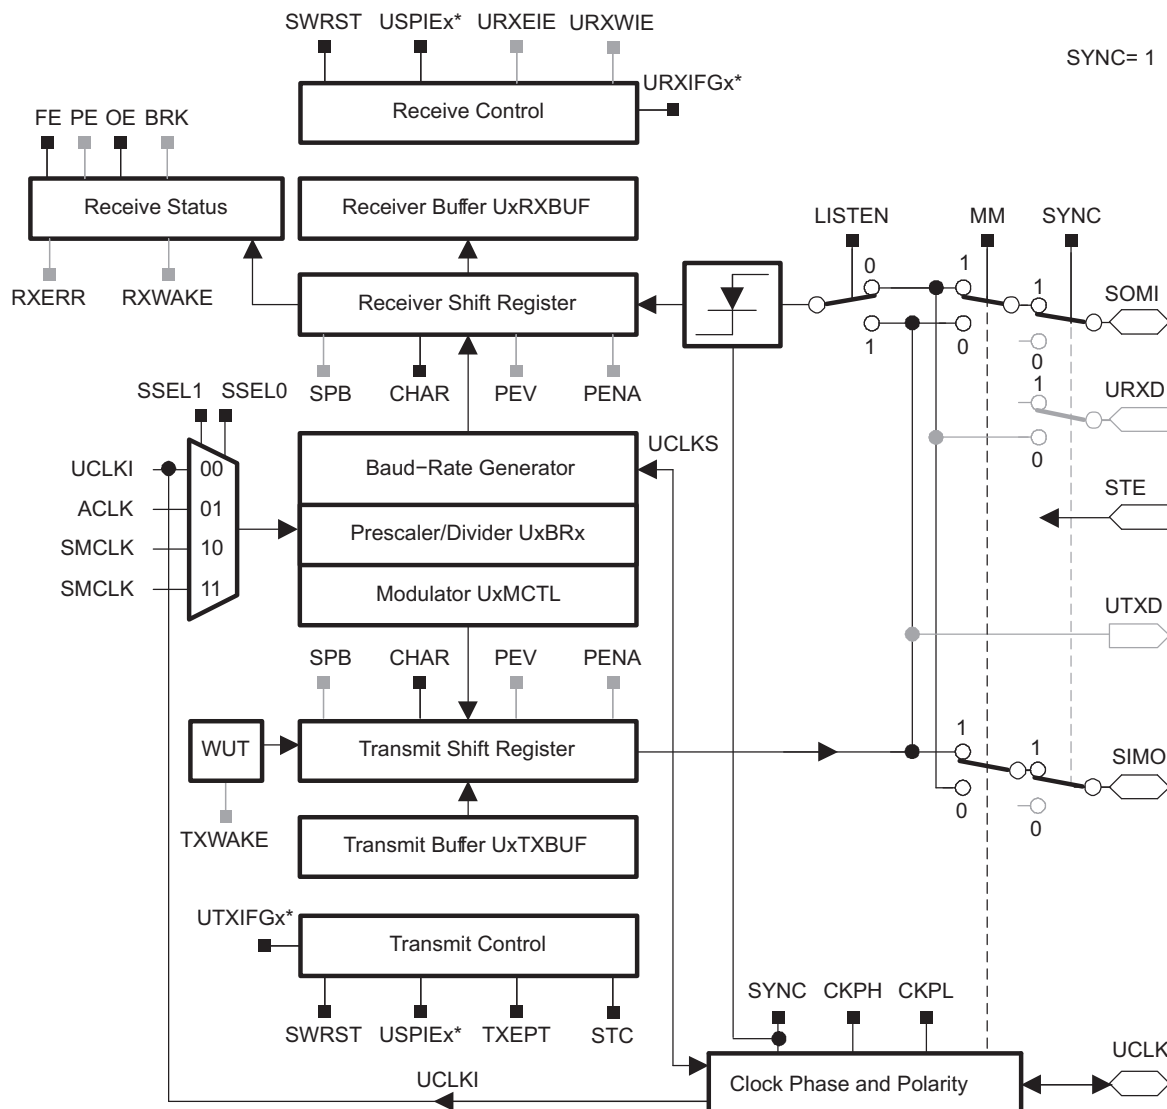 SWRST USPIEx* URXEIE URXWIE
SYNC= 1
URXIFGx*
Receive Control
FE PE OE BRK
Receive Status
Receiver Buffer UxRXBUF
LISTEN MM SYNC
RXERR RXWAKE
Receiver Shift Register
0 1 1
SOMI
1 0 0
SPB CHAR PEV PENA
1
URXD
0
SSEL1 SSEL0
UCLKS
UCLKI 00
Baud−Rate Generator
ACLK 01
STE
Prescaler/Divider UxBRx
SMCLK 10
SMCLK 11
Modulator UxMCTL
UTXD
SPB CHAR PEV PENA
WUT
Transmit Shift Register
1 1
SIMO
0 0
TXWAKE
Transmit Buffer UxTXBUF
UTXIFGx*
Transmit Control
SYNC CKPH CKPL
SWRST USPIEx* TXEPT STC
UCLK
UCLKI
Clock Phase and Polarity